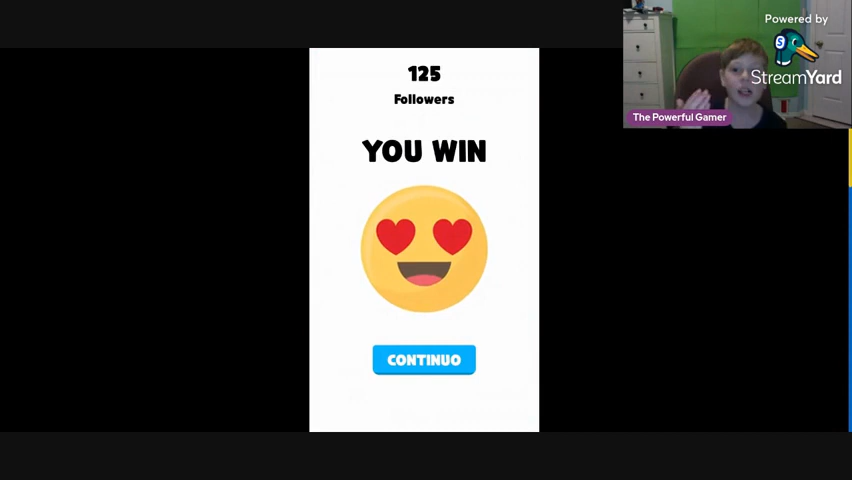 125
Followers
YOU WIN
CONTINUO
Powered by
S
StreamYard
The Powerful Gamer